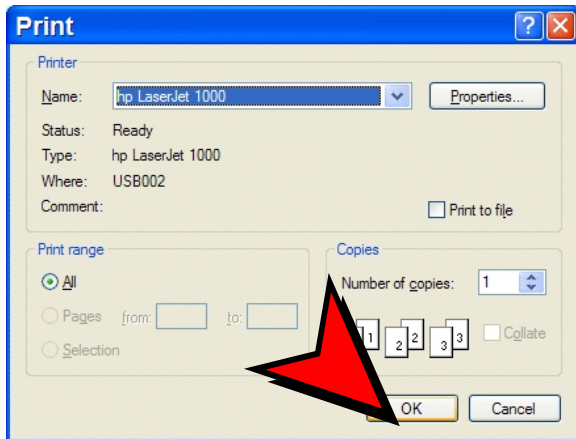 Print
Printer
Name: hp LaserJet 1000 Properties...
Status: Ready
Type: hp LaserJet 1000
Where: USB002
Comment: Print to file
Print range
All
Pages from: to:
Selection
Copies
Number of copies: 1
1 2 2 3 3 Collate
OK Cancel